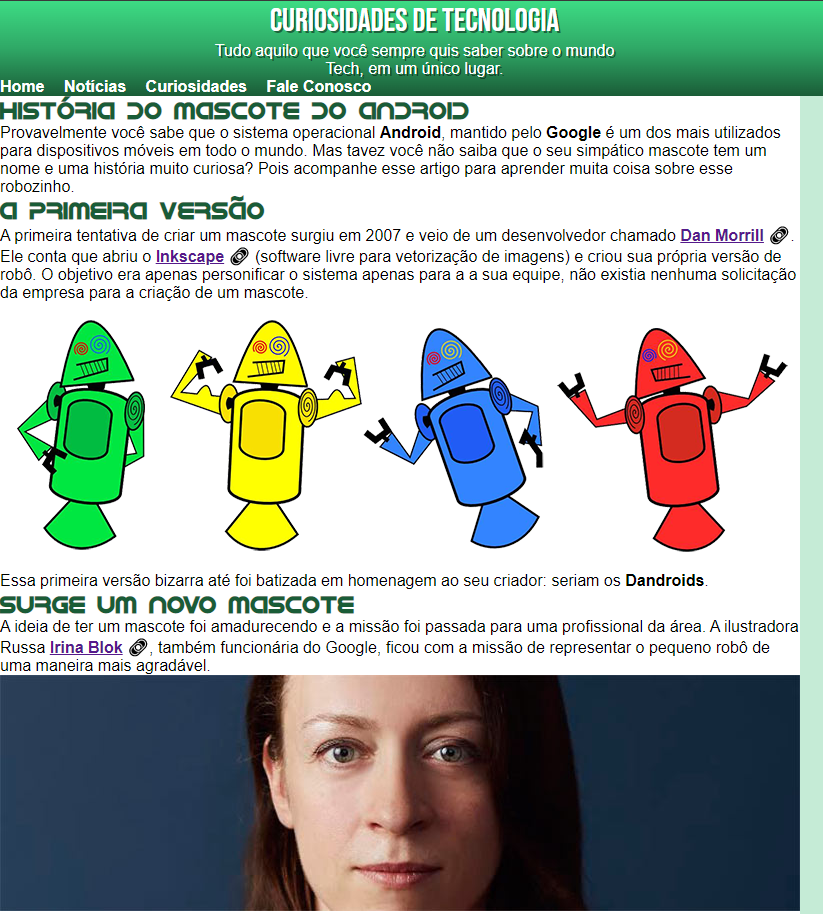 CURIOSIDADES DE TECNOLOGIA
Tudo aquilo que você sempre quis saber sobre o mundo
Tech, em um único lugar.
Home Notícias Curiosidades Fale Conosco
HISTÓRIA DO MASCOTE DO ANDROID
Provavelmente você sabe que o sistema operacional Android, mantido pelo Google é um dos mais utilizados
para dispositivos móveis em todo o mundo. Mas tavez você não saiba que o seu simpático mascote tem um
nome e uma história muito curiosa? Pois acompanhe esse artigo para aprender muita coisa sobre esse
robozinho.
A PRIMEIRA VERSÃO
A primeira tentativa de criar um mascote surgiu em 2007 e veio de um desenvolvedor chamado Dan Morrill .
Ele conta que abriu o Inkscape (software livre para vetorização de imagens) e criou sua própria versão de
robô. O objetivo era apenas personificar o sistema apenas para a a sua equipe, não existia nenhuma solicitação
da empresa para a criação de um mascote.
Essa primeira versão bizarra até foi batizada em homenagem ao seu criador: seriam os Dandroids.
SURGE UM NOVO MASCOTE
A ideia de ter um mascote foi amadurecendo e a missão foi passada para uma profissional da área. A ilustradora
Russa Irina Blok , também funcionária do Google, ficou com a missão de representar o pequeno robô de
uma maneira mais agradável.